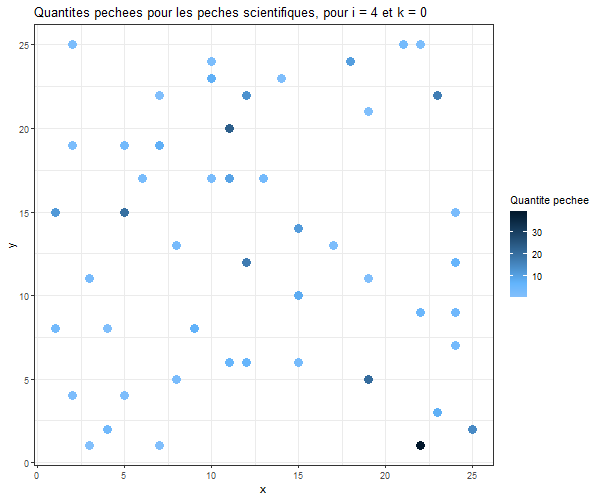 Quantites pechees pour les peches scientifiques, pour i = 4 et k = 0
25
20
15
10
5
0
y
0 5 10 15 20 25
x
Quantite pechee
30
20
10